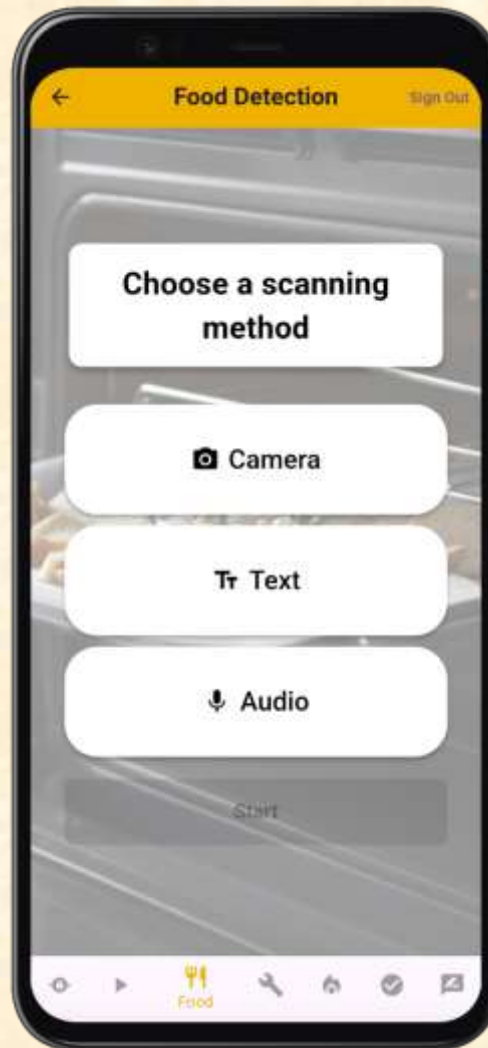 Food Detection Sign Out
Choose a scanning
method
Camera
Text
Audio
Start
Food